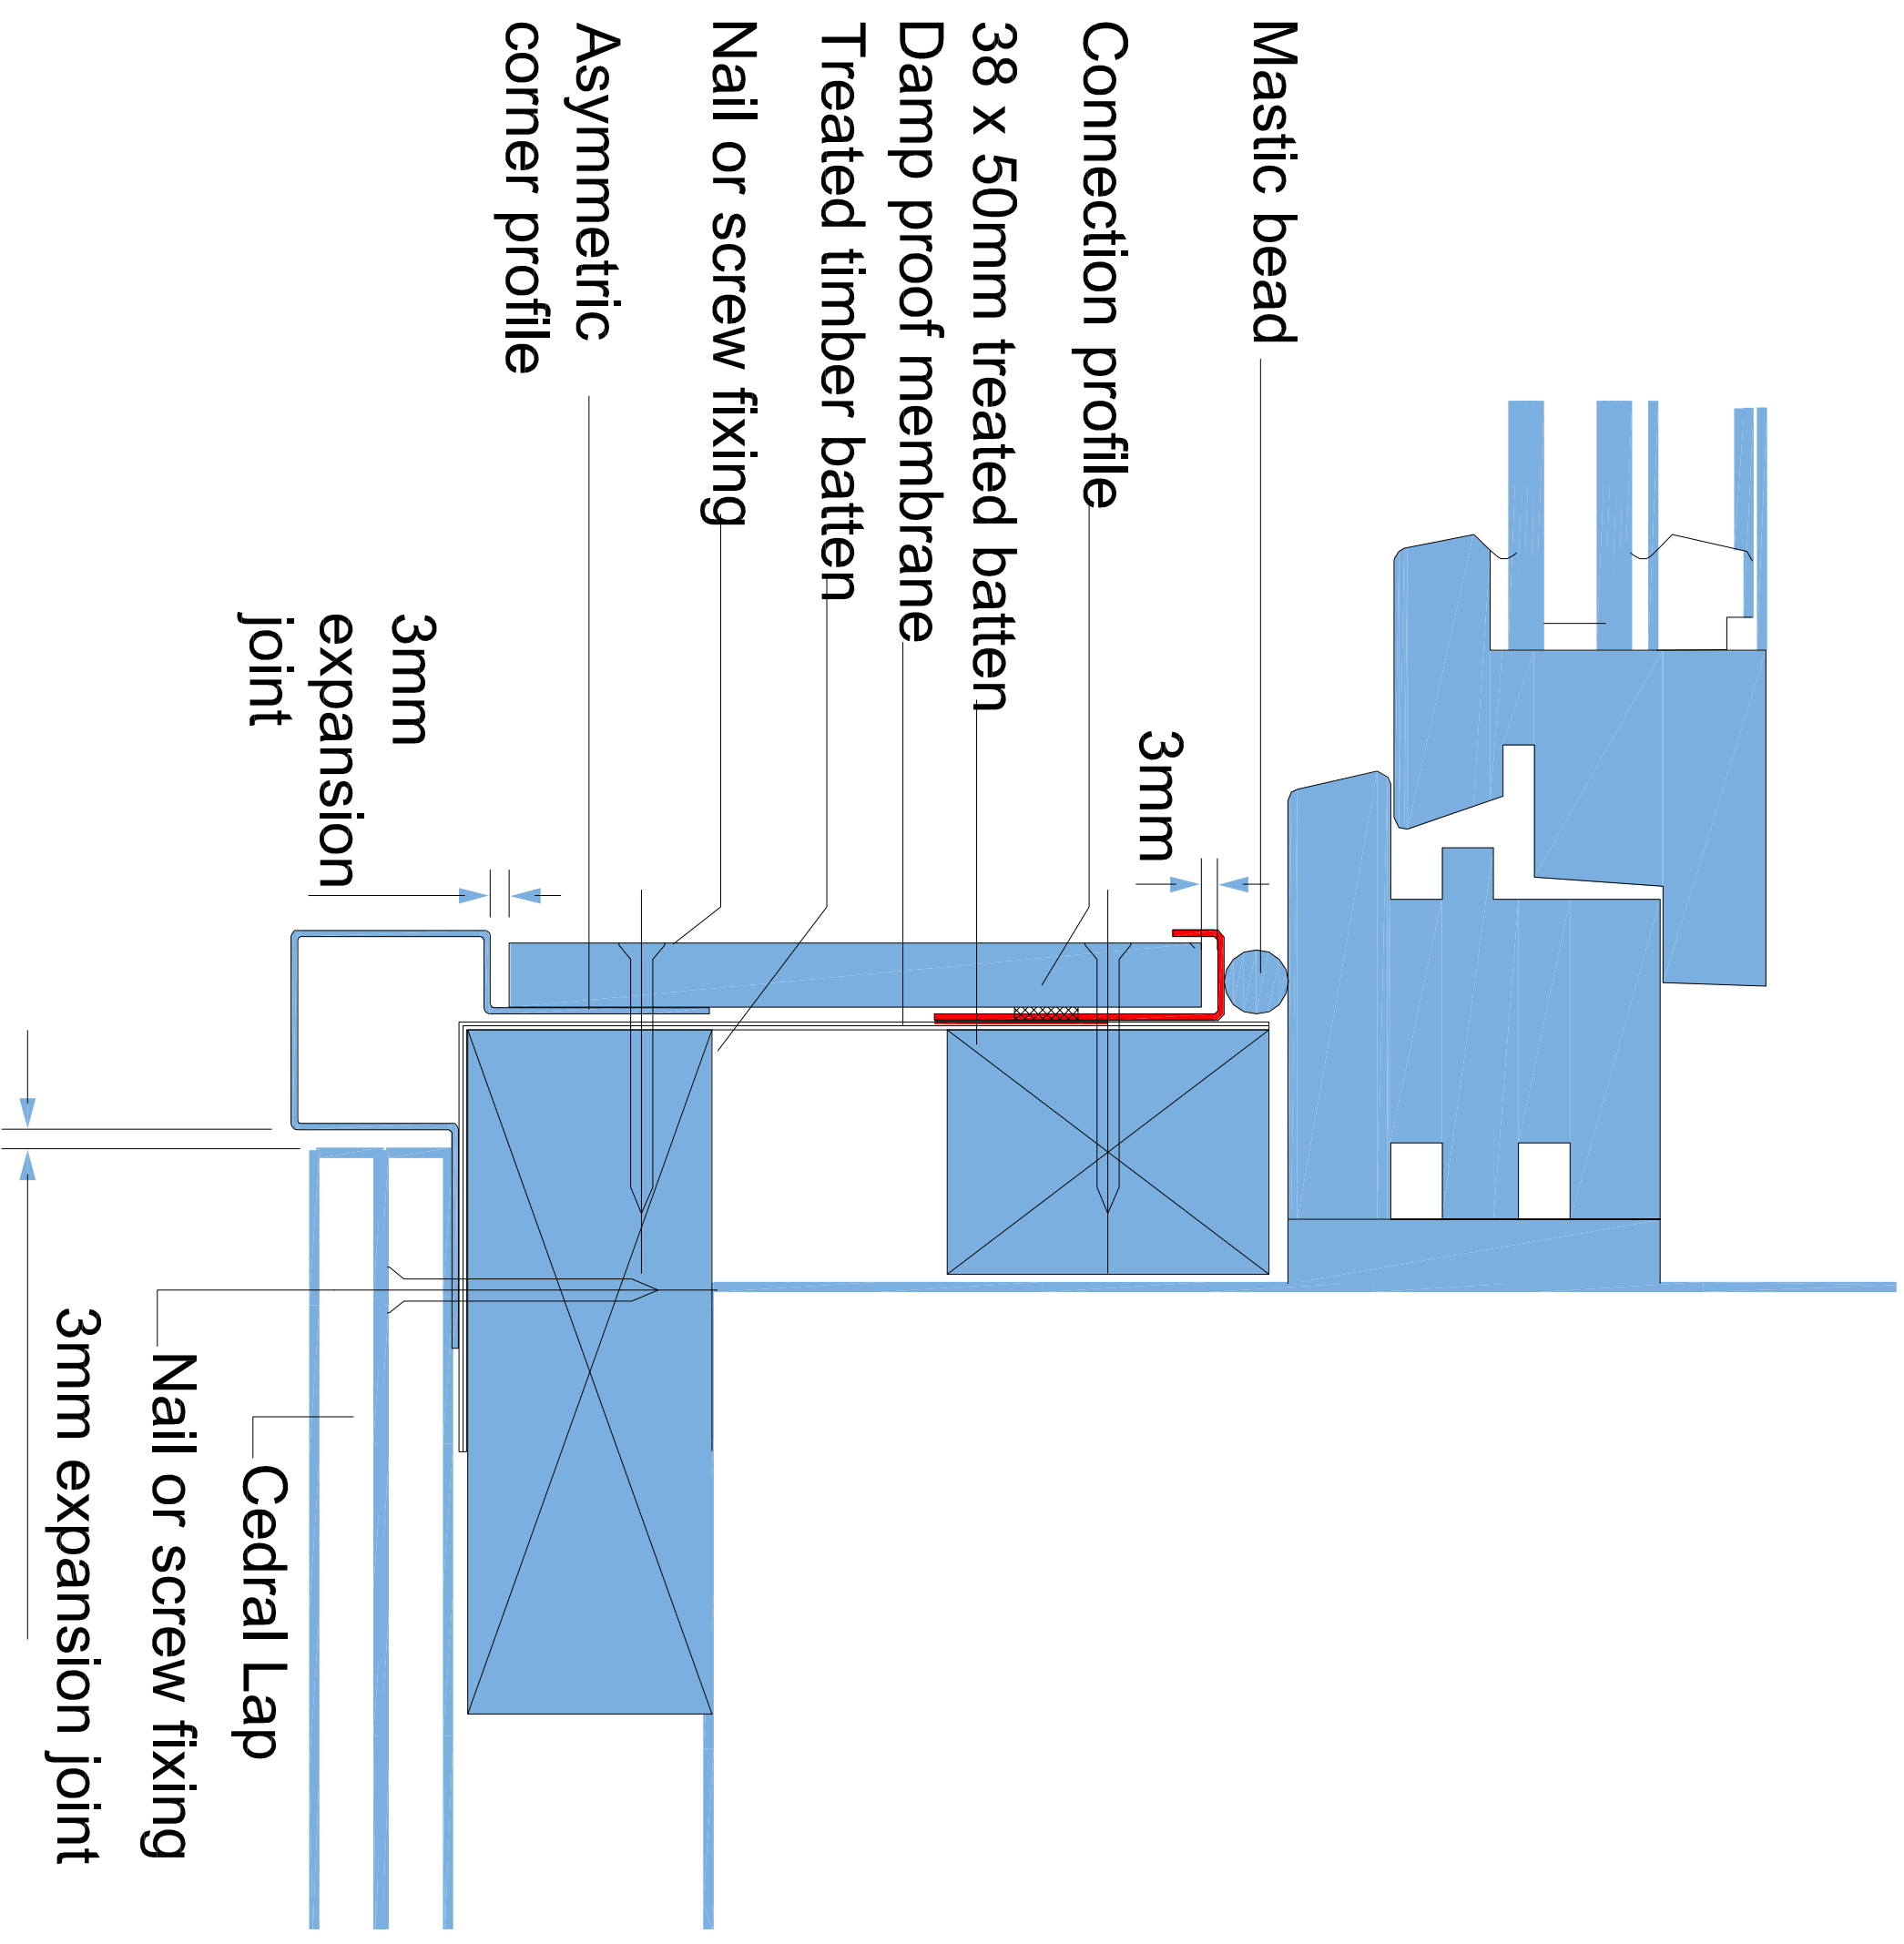 Mastic bead
Connection profile
38 x 50mm treated batten
Damp proof membrane
Treated timber batten
Nail or screw fixing
Asymmetric
corner profile
3mm
3mm
expansion
joint
Cedral Lap
Nail or screw fixing
3mm expansion joint